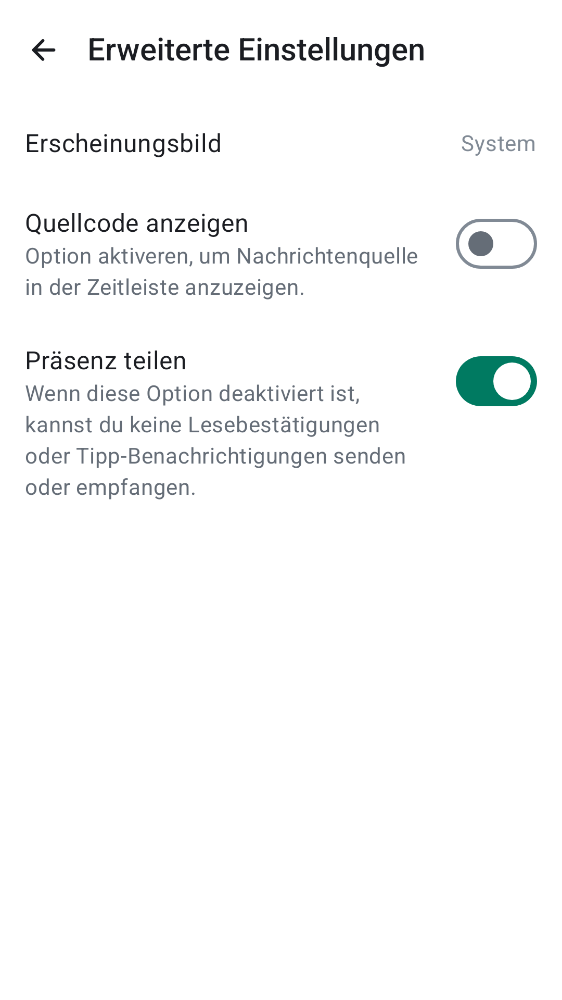 Erweiterte Einstellungen
Erscheinungsbild System
Quellcode anzeigen
Option aktiveren, um Nachrichtenquelle
in der Zeitleiste anzuzeigen.
Präsenz teilen
Wenn diese Option deaktiviert ist,
kannst du keine Lesebestätigungen
oder Tipp-Benachrichtigungen senden
oder empfangen.